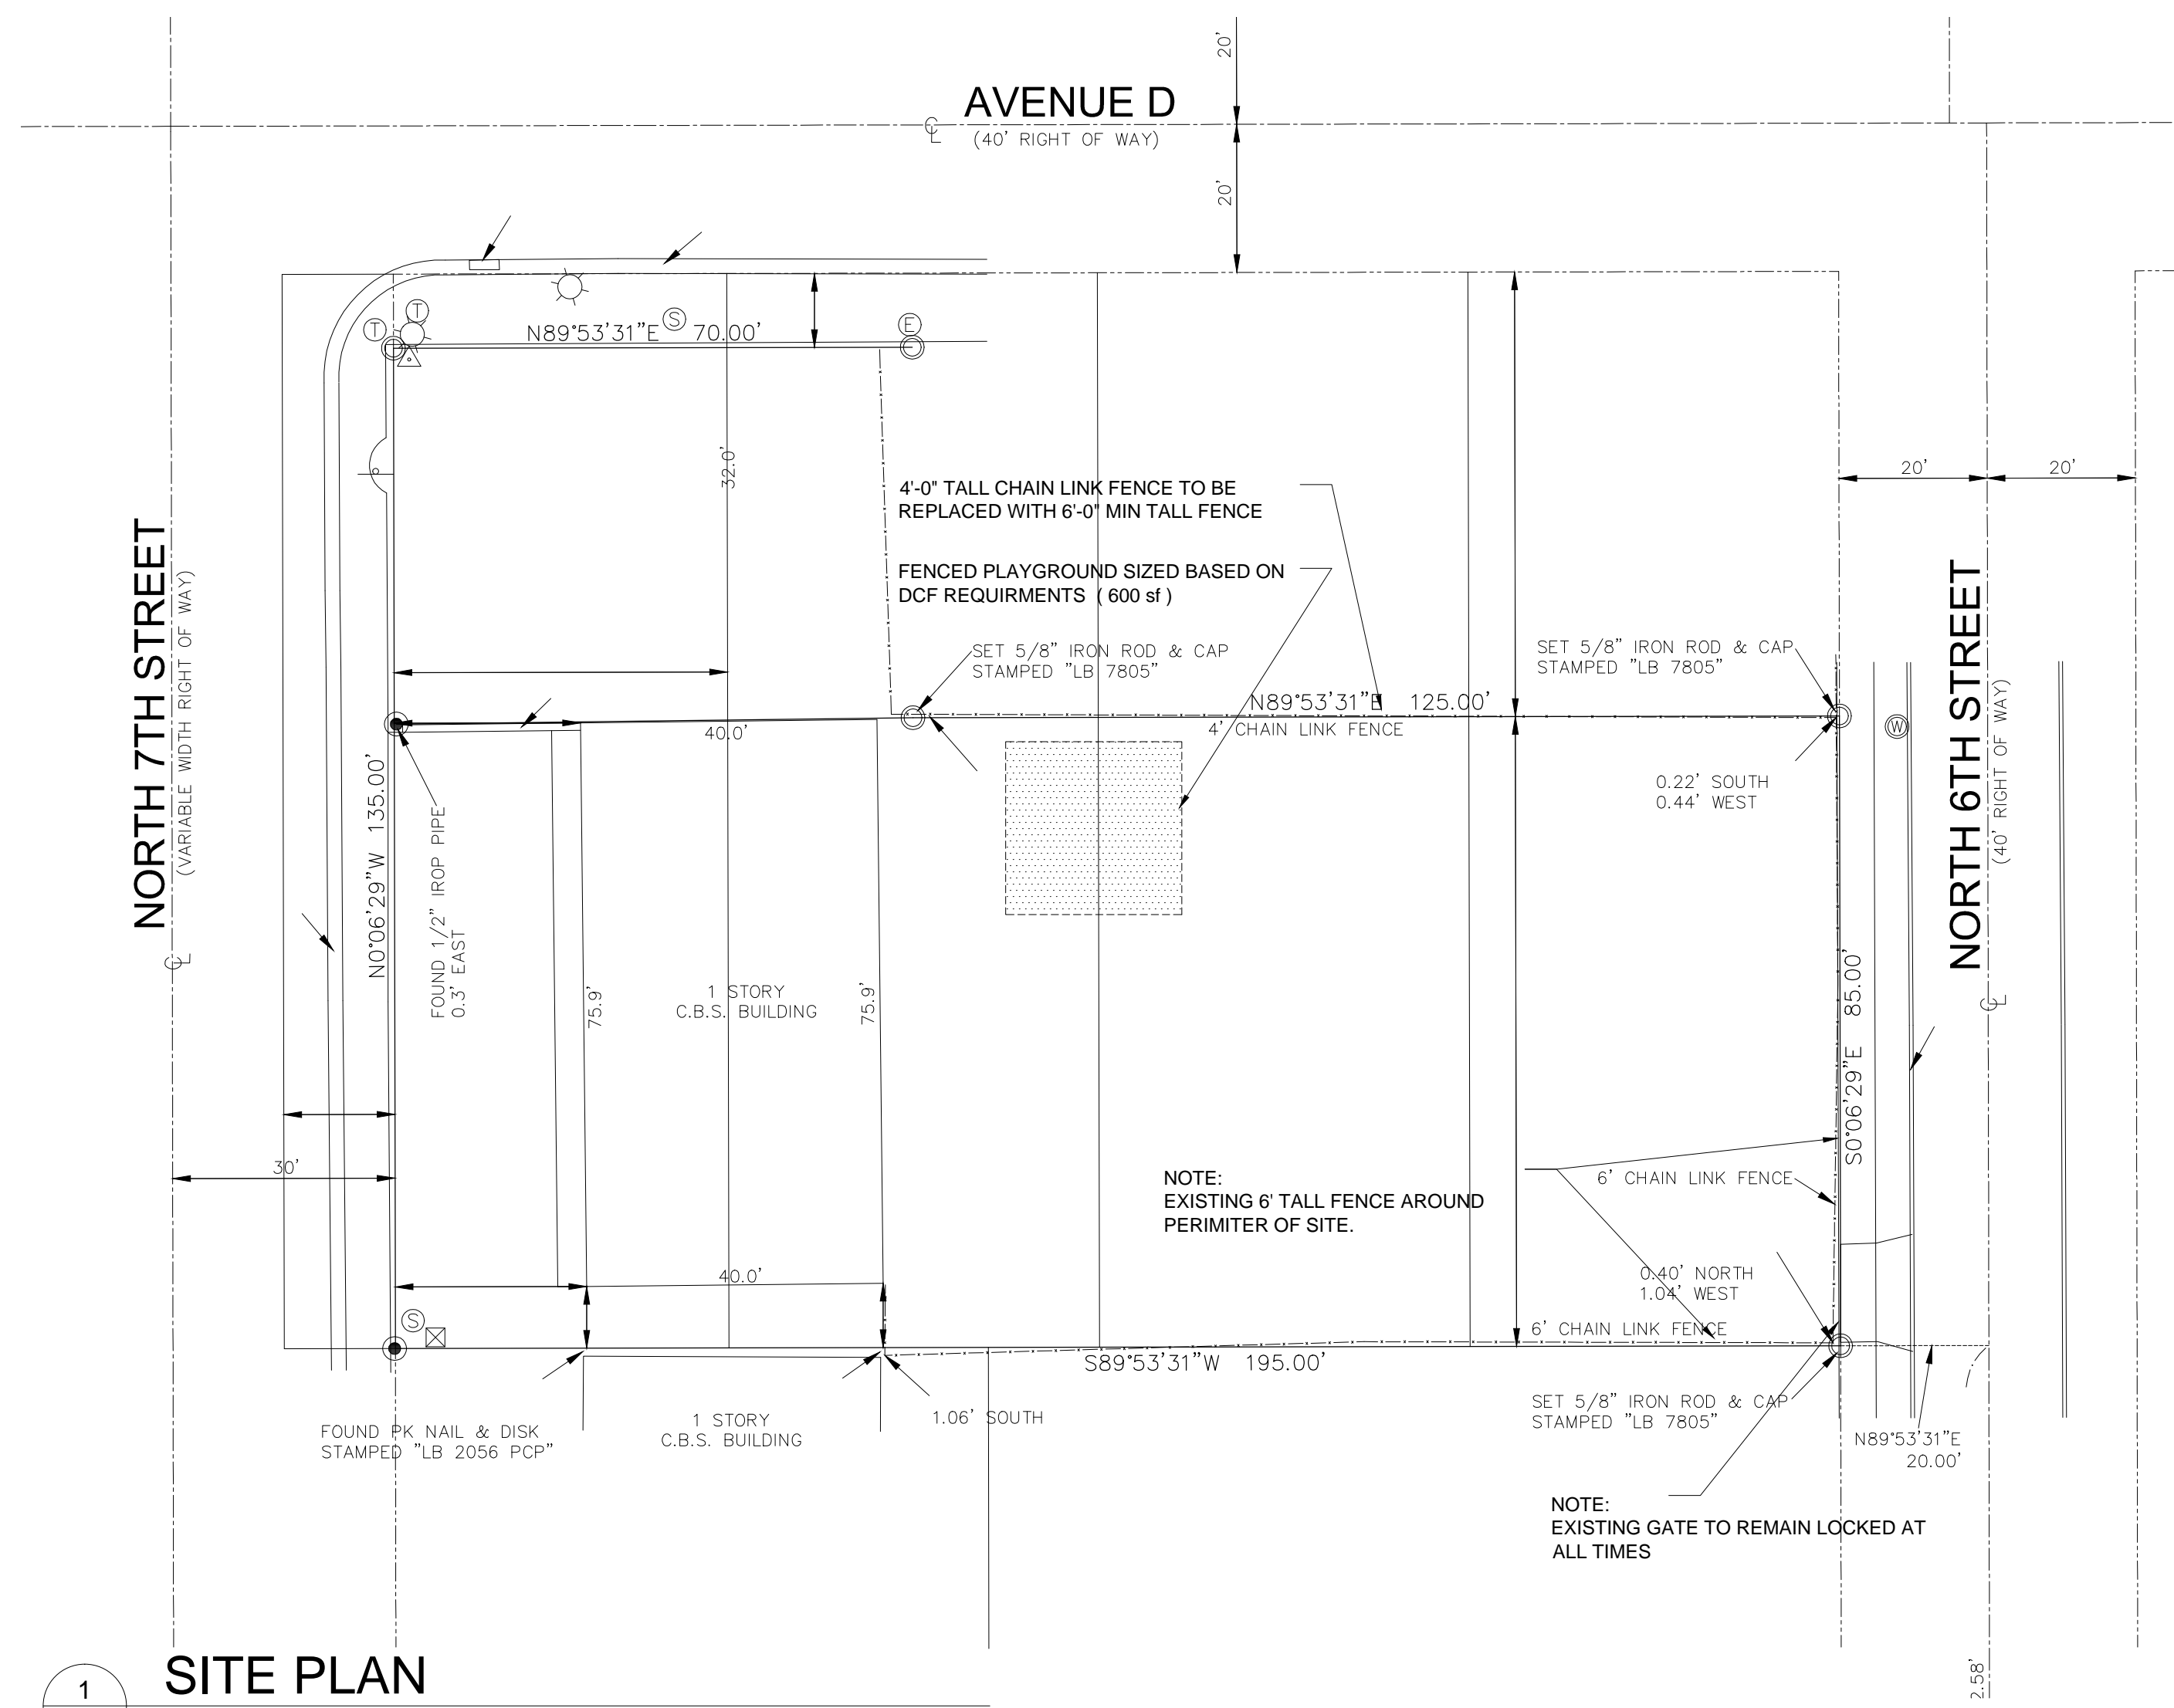 20'
AVENUE D
(40' RIGHT OF WAY)
20'
T
T
N89°53'31"E
S
70.00'
E
32.0'
4'-0" TALL CHAIN LINK FENCE TO BE
REPLACED WITH 6'-0" MIN TALL FENCE
FENCED PLAYGROUND SIZED BASED ON
DCF REQUIRMENTS ( 600 sf )
20'
20'
SET 5/8" IRON ROD & CAP
STAMPED "LB 7805"
SET 5/8" IRON ROD & CAP
STAMPED "LB 7805"
N89°53'31"E 125.00'
4' CHAIN LINK FENCE
40.0'
W
0.22' SOUTH
0.44' WEST
NORTH 7TH STREET
(VARIABLE WIDTH RIGHT OF WAY)
NORTH 6TH STREET
(40' RIGHT OF WAY)
N0°06'29"W 135.00'
FOUND 1/2" IROP PIPE
0.3' EAST
75.9'
1 STORY
C.B.S. BUILDING
75.9'
S0°06'29"E 85.00'
30'
NOTE:
EXISTING 6' TALL FENCE AROUND
PERIMITER OF SITE.
6' CHAIN LINK FENCE
40.0'
0.40' NORTH
1.04' WEST
S
6' CHAIN LINK FENCE
S89°53'31"W 195.00'
SET 5/8" IRON ROD & CAP
STAMPED "LB 7805"
1.06' SOUTH
FOUND PK NAIL & DISK
STAMPED "LB 2056 PCP"
1 STORY
C.B.S. BUILDING
N89°53'31"E
20.00'
NOTE:
EXISTING GATE TO REMAIN LOCKED AT
ALL TIMES
2.58'
1
SITE PLAN